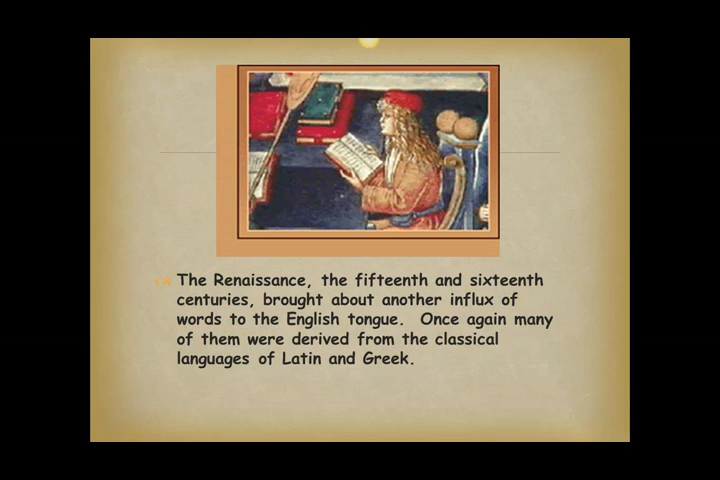 The Renaissance, the fifteenth and sixteenth
centuries, brought about another influx of
words to the English tongue.  Once again many
of them were derived from the classical
languages of Latin and Greek.